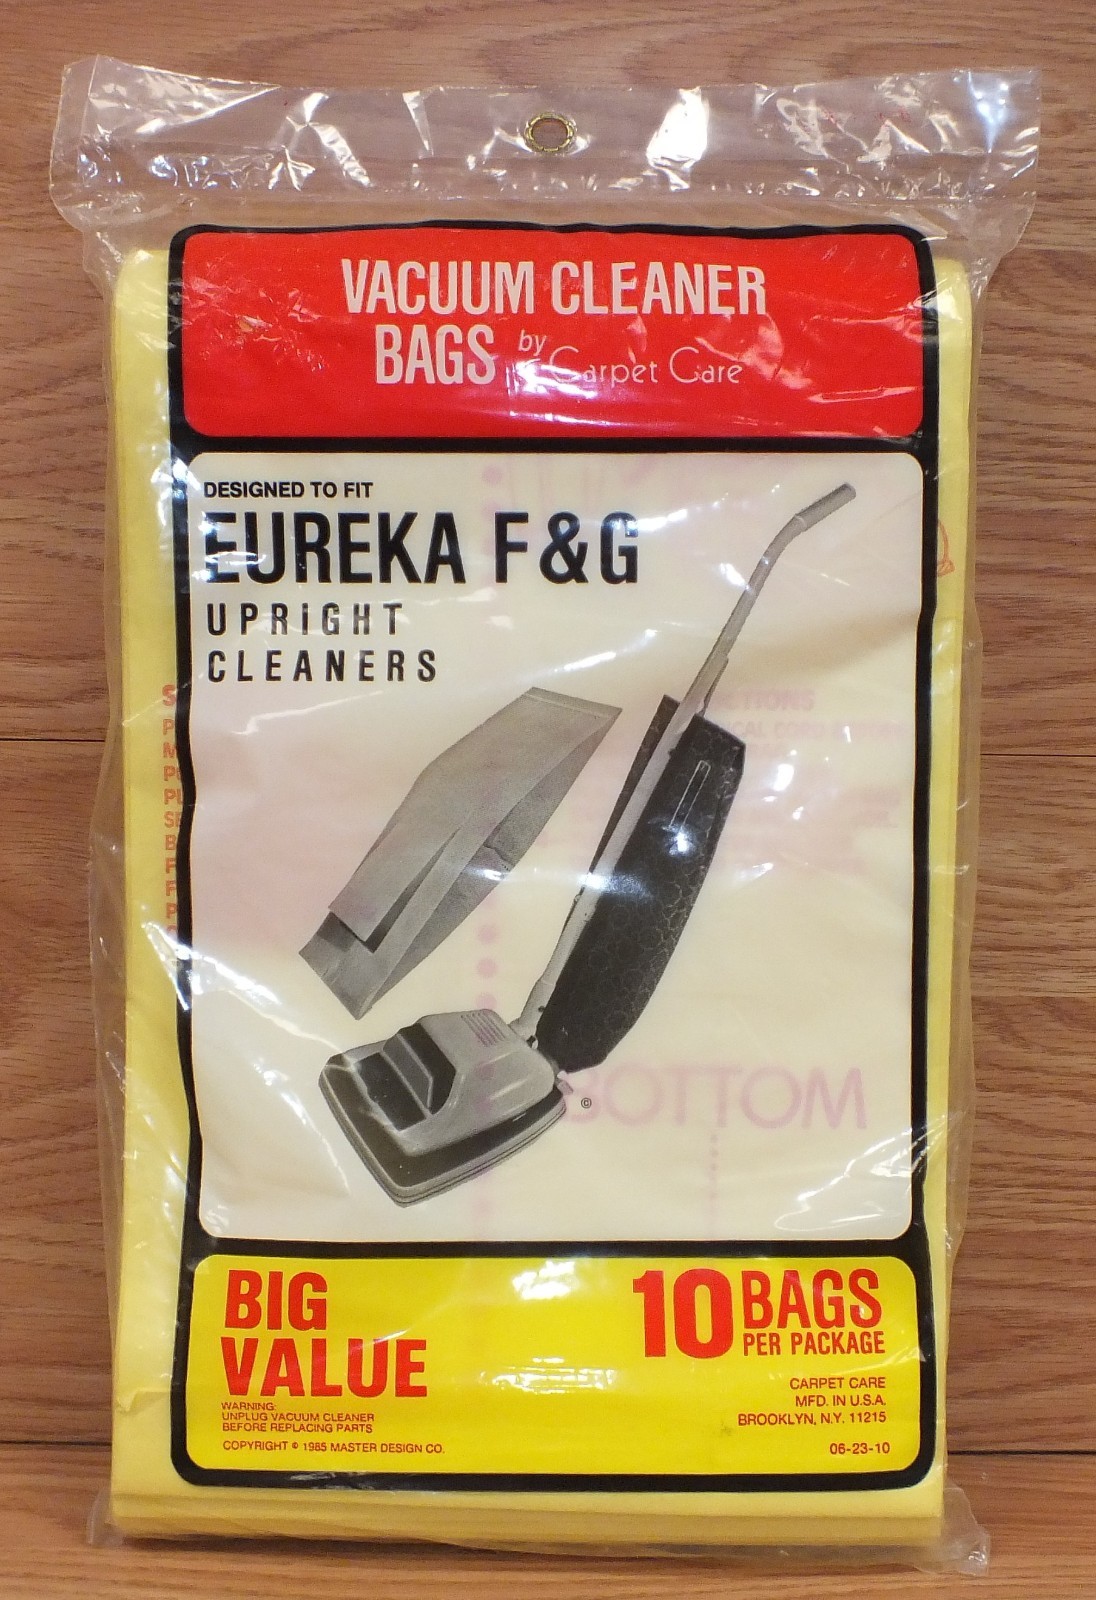 VACUUM CLEANER
BAGS by Carpet Care
DESIGNED TO FIT
EUREKA F&G
UPRIGHT
CLEANERS
©
BOTTOM
BIG
VALUE
10 BAGS
PER PACKAGE
WARNING:
UNPLUG VACUUM CLEANER
BEFORE REPLACING PARTS
COPYRIGHT © 1985 MASTER DESIGN CO.
CARPET CARE
MFD. IN U.S.A.
BROOKLYN, N.Y. 11215
06-23-10